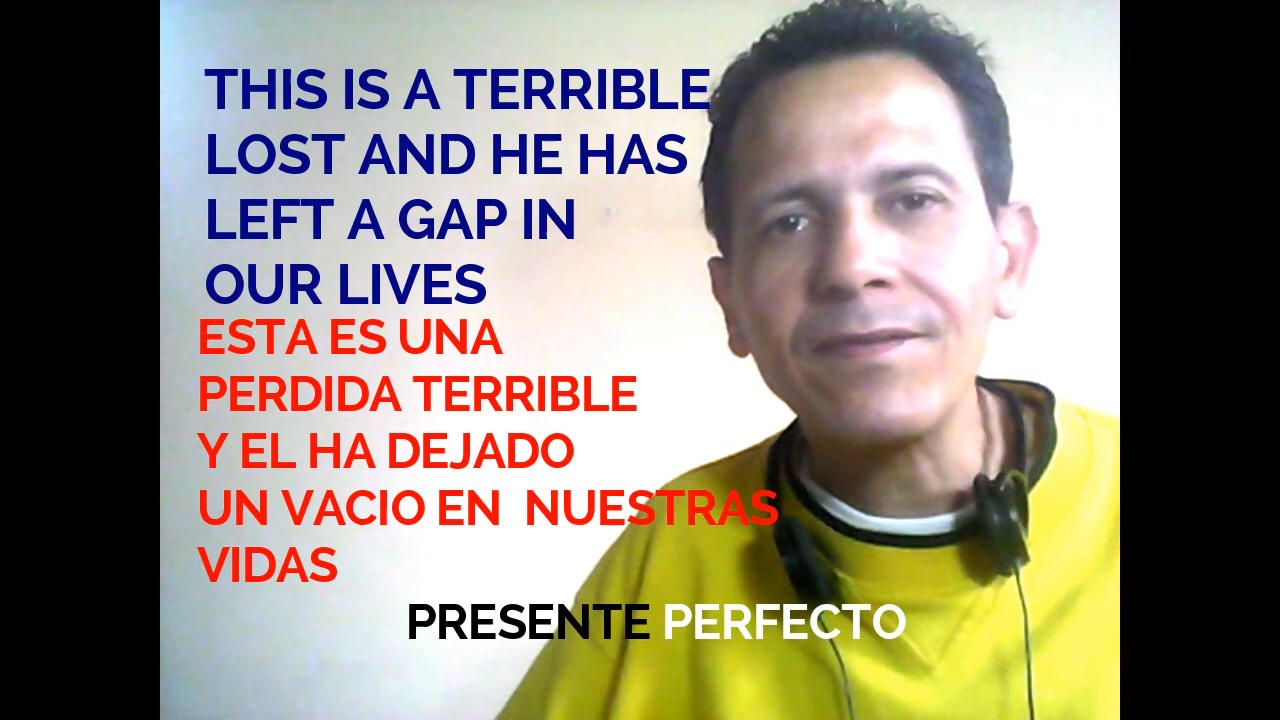 THIS IS A TERRIBLE
LOST AND HE HAS
LEFT A GAP IN
OUR LIVES
ESTA ES UNA
PERDIDA TERRIBLE
Y EL HA DEJADO
UN VACIO EN NUESTRAS
VIDAS
PRESENTE PERFECTO